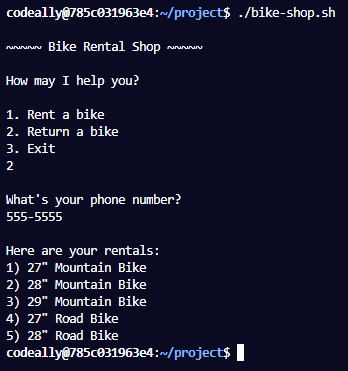 codeally@785c031963e4:~/project$ ./bike-shop.sh
~~~~~ Bike Rental Shop ~~~~~
How may I help you?
1. Rent a bike
2. Return a bike
3. Exit
2
What's your phone number?
555-5555
Here are your rentals:
1) 27" Mountain Bike
2) 28" Mountain Bike
3) 29" Mountain Bike
4) 27" Road Bike
5) 28" Road Bike
codeally@785c031963e4:~/project$